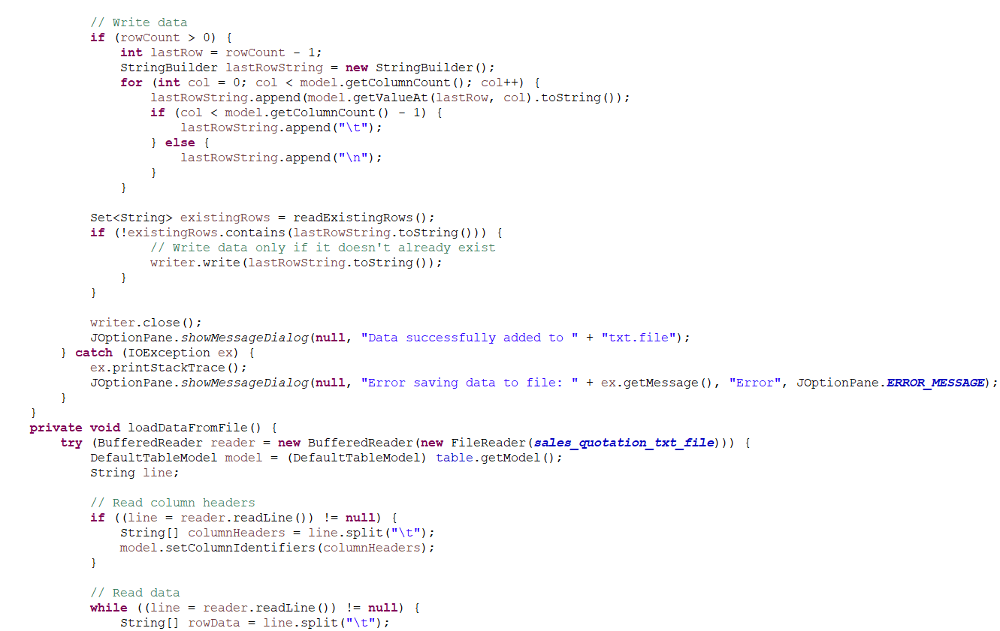 // Write data
            if (rowCount > 0) {
                int lastRow = rowCount - 1;
                StringBuilder lastRowString = new StringBuilder();
                for (int col = 0; col < model.getColumnCount(); col++) {
                    lastRowString.append(model.getValueAt(lastRow, col).toString());
                    if (col < model.getColumnCount() - 1) {
                        lastRowString.append("\t");
                    } else {
                        lastRowString.append("\n");
                    }
                }

            Set<String> existingRows = readExistingRows();
            if (!existingRows.contains(lastRowString.toString())) {
                    // Write data only if it doesn't already exist
                    writer.write(lastRowString.toString());
                }
            }

            writer.close();
            JOptionPane.showMessageDialog(null, "Data successfully added to " + "txt.file");
        } catch (IOException ex) {
            ex.printStackTrace();
            JOptionPane.showMessageDialog(null, "Error saving data to file: " + ex.getMessage(), "Error", JOptionPane.ERROR_MESSAGE);
        }
    }
    private void loadDataFromFile() {
        try (BufferedReader reader = new BufferedReader(new FileReader(sales_quotation_txt_file))) {
            DefaultTableModel model = (DefaultTableModel) table.getModel();
            String line;

            // Read column headers
            if ((line = reader.readLine()) != null) {
                String[] columnHeaders = line.split("\t");
                model.setColumnIdentifiers(columnHeaders);
            }

            // Read data
            while ((line = reader.readLine()) != null) {
                String[] rowData = line.split("\t");